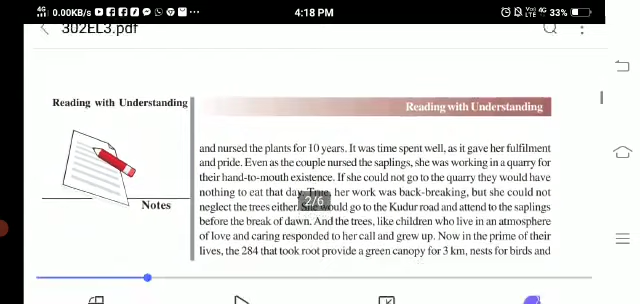 4G 0.00KB/s 4:18 PM VoI) LTE 4G 33%
302EL3.pdf
Reading with Understanding
Reading with Understanding
Notes
and nursed the plants for 10 years. It was time spent well, as it gave her fulfilment
and pride. Even as the couple nursed the saplings, she was working in a quarry for
their hand-to-mouth existence. If she could not go to the quarry they would have
nothing to eat that day. True, her work was back-breaking, but she could not
neglect the trees either. She would go to the Kudur road and attend to the saplings
2/6
before the break of dawn. And the trees, like children who live in an atmosphere
of love and caring responded to her call and grew up. Now in the prime of their
lives, the 284 that took root provide a green canopy for 3 km, nests for birds and